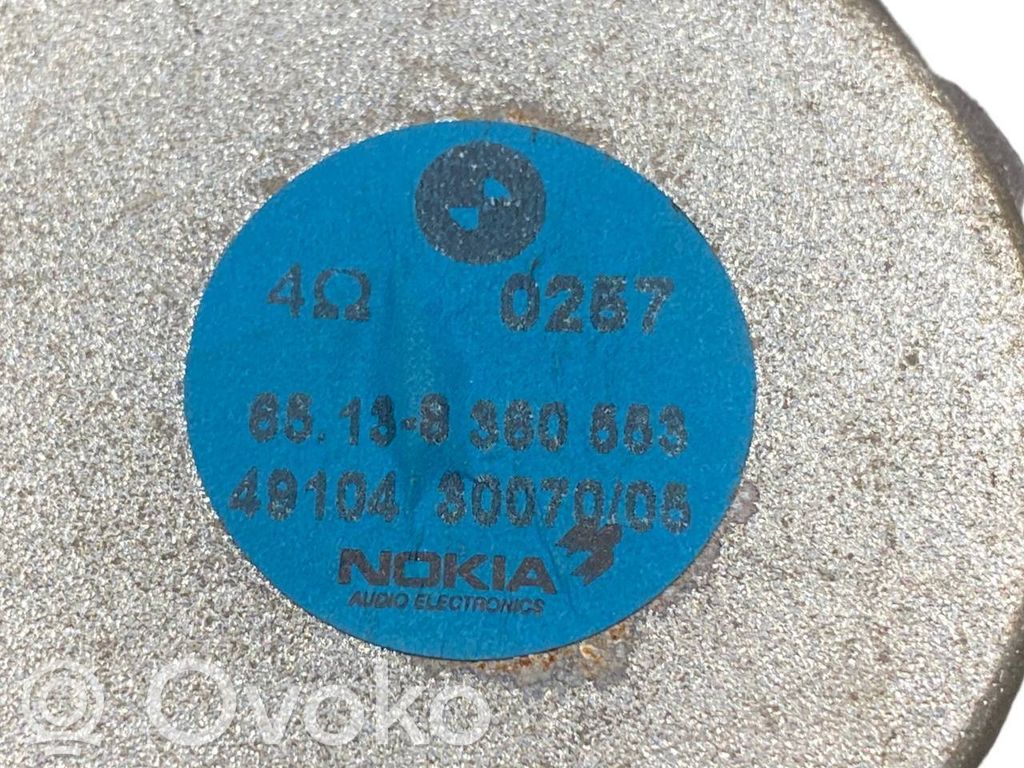 4Ω 0257
65.13-8 360 553
49104 30070/05
NOKIA
AUDIO ELECTRONICS
Ovoko